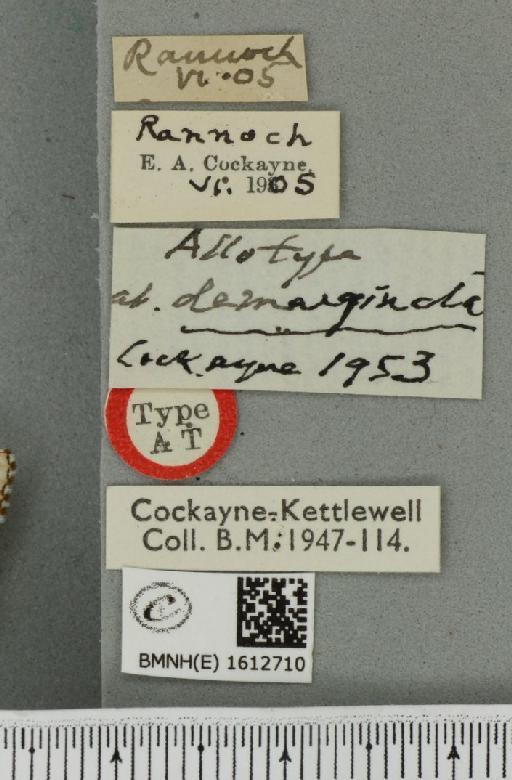 Rannoch
VI.05
Rannoch
E. A. Cockayne.
VI. 1905
Allotype
ab. demarginata
Cockayne 1953
Type
A T
Cockayne-Kettlewell
Coll. B.M. 1947-114.
C
BMNH(E) 1612710